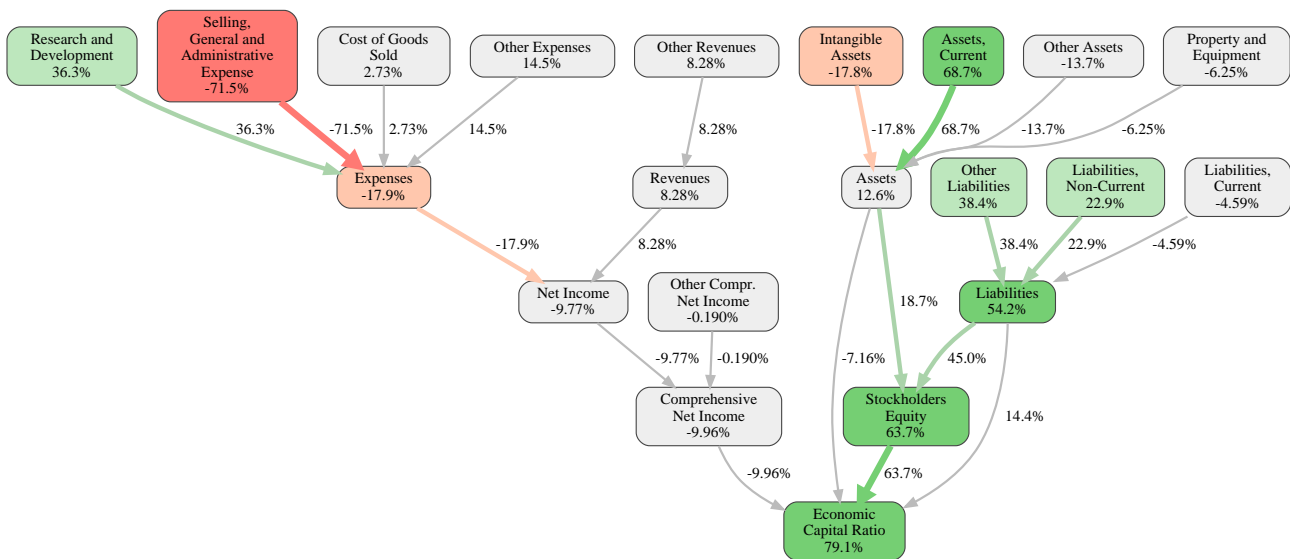 Research and
Development
36.3%
Selling,
General and
Administrative
Expense
-71.5%
Cost of Goods
Sold
2.73%
Other Expenses
14.5%
Other Revenues
8.28%
Intangible
Assets
-17.8%
Assets,
Current
68.7%
Other Assets
-13.7%
Property and
Equipment
-6.25%
36.3%
-71.5%
2.73%
14.5%
8.28%
-17.8%
68.7%
-13.7%
-6.25%
Expenses
-17.9%
Revenues
8.28%
Assets
12.6%
Other
Liabilities
38.4%
Liabilities,
Non-Current
22.9%
Liabilities,
Current
-4.59%
-17.9%
8.28%
38.4%
22.9%
-4.59%
Net Income
-9.77%
Other Compr.
Net Income
-0.190%
18.7%
Liabilities
54.2%
-9.77%
-0.190%
-7.16%
45.0%
Comprehensive
Net Income
-9.96%
Stockholders
Equity
63.7%
14.4%
-9.96%
63.7%
Economic
Capital Ratio
79.1%